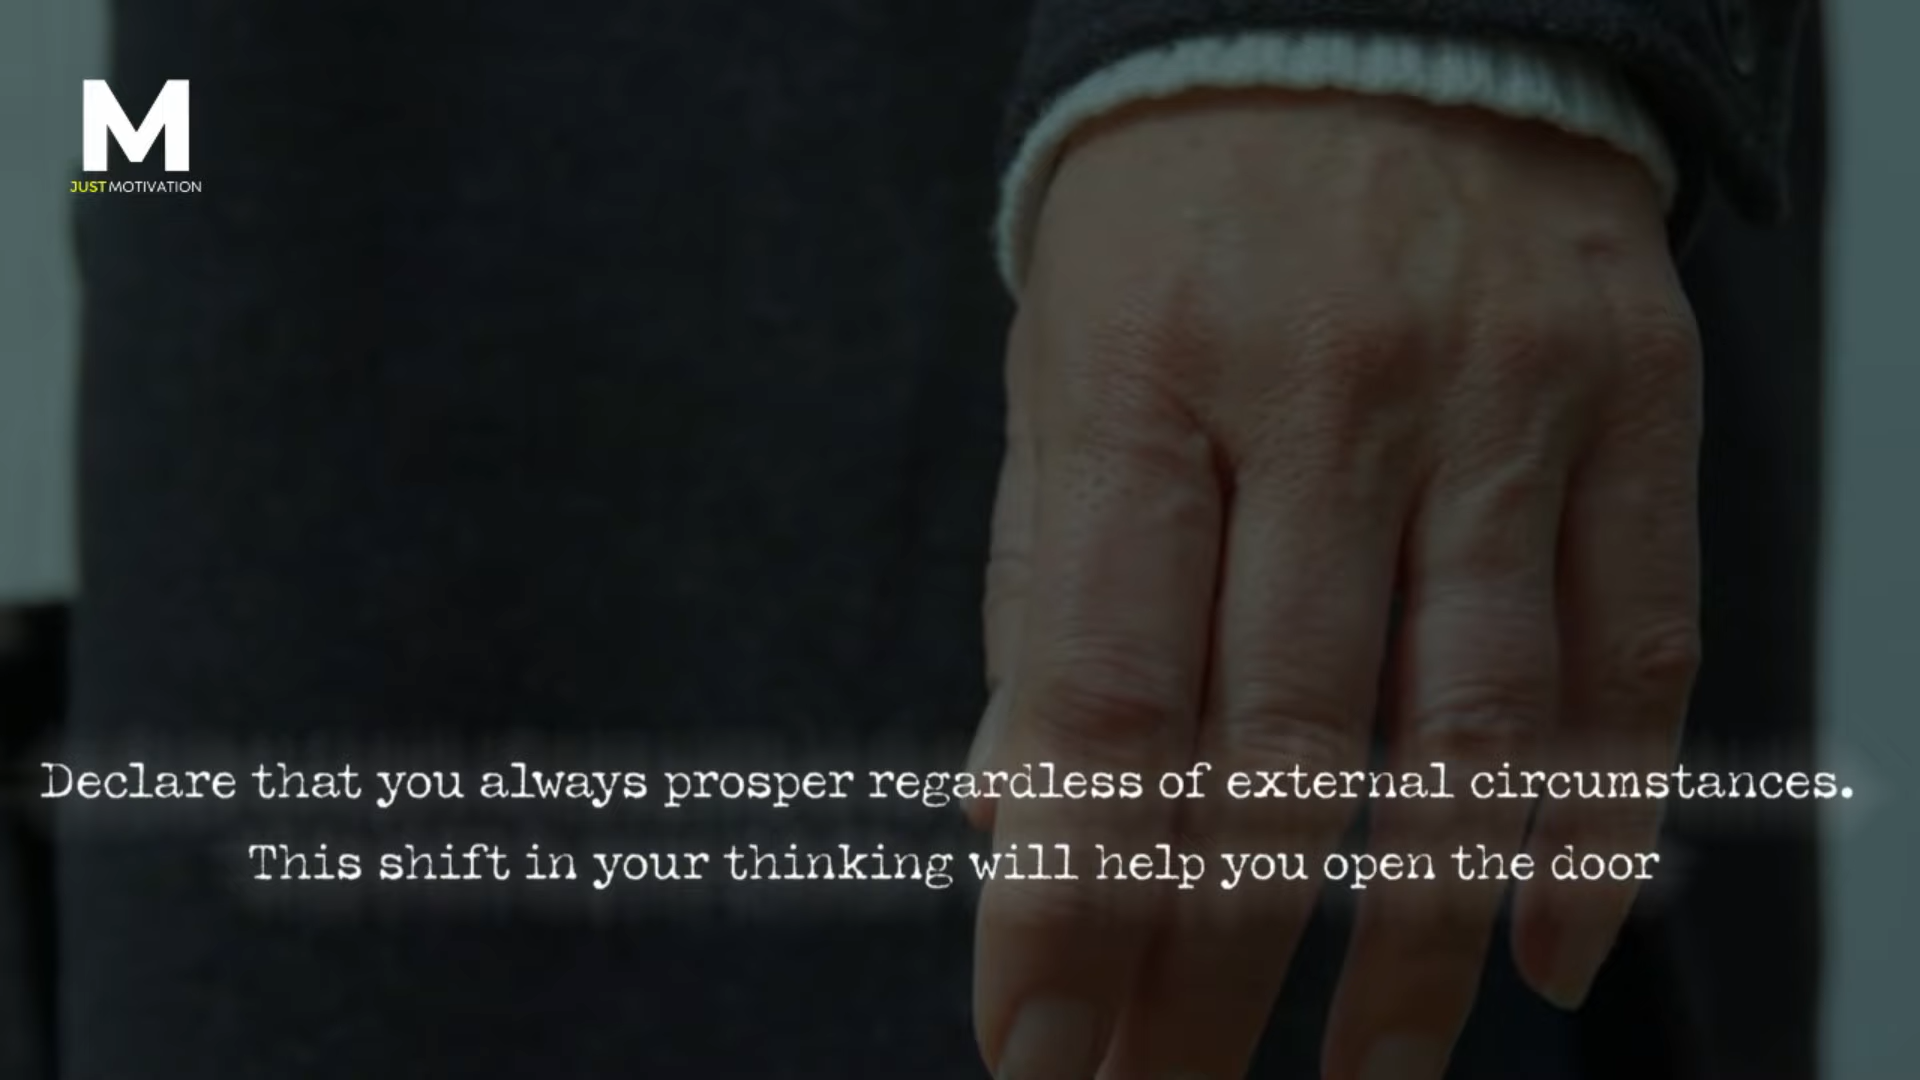 M
JUST MOTIVATION
Declare that you always prosper regardless of external circumstances.
This shift in your thinking will help you open the door